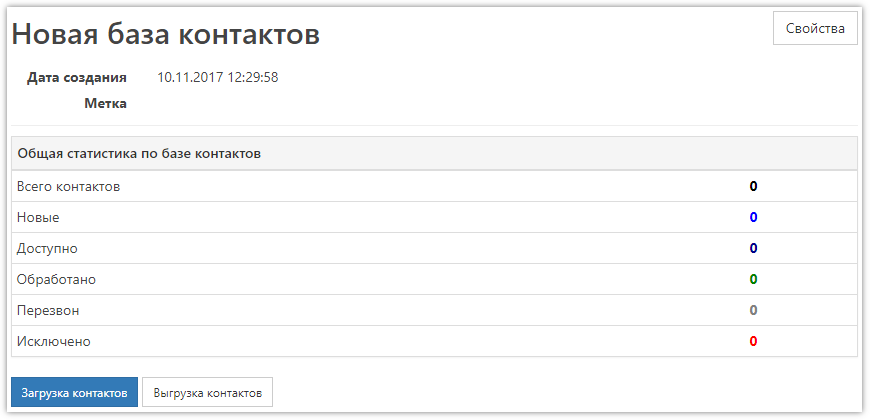 Новая база контактов
Свойства
Дата создания 10.11.2017 12:29:58
Метка
Общая статистика по базе контактов
Всего контактов 0
Новые 0
Доступно 0
Обработано 0
Перезвон 0
Исключено 0
Загрузка контактов Выгрузка контактов